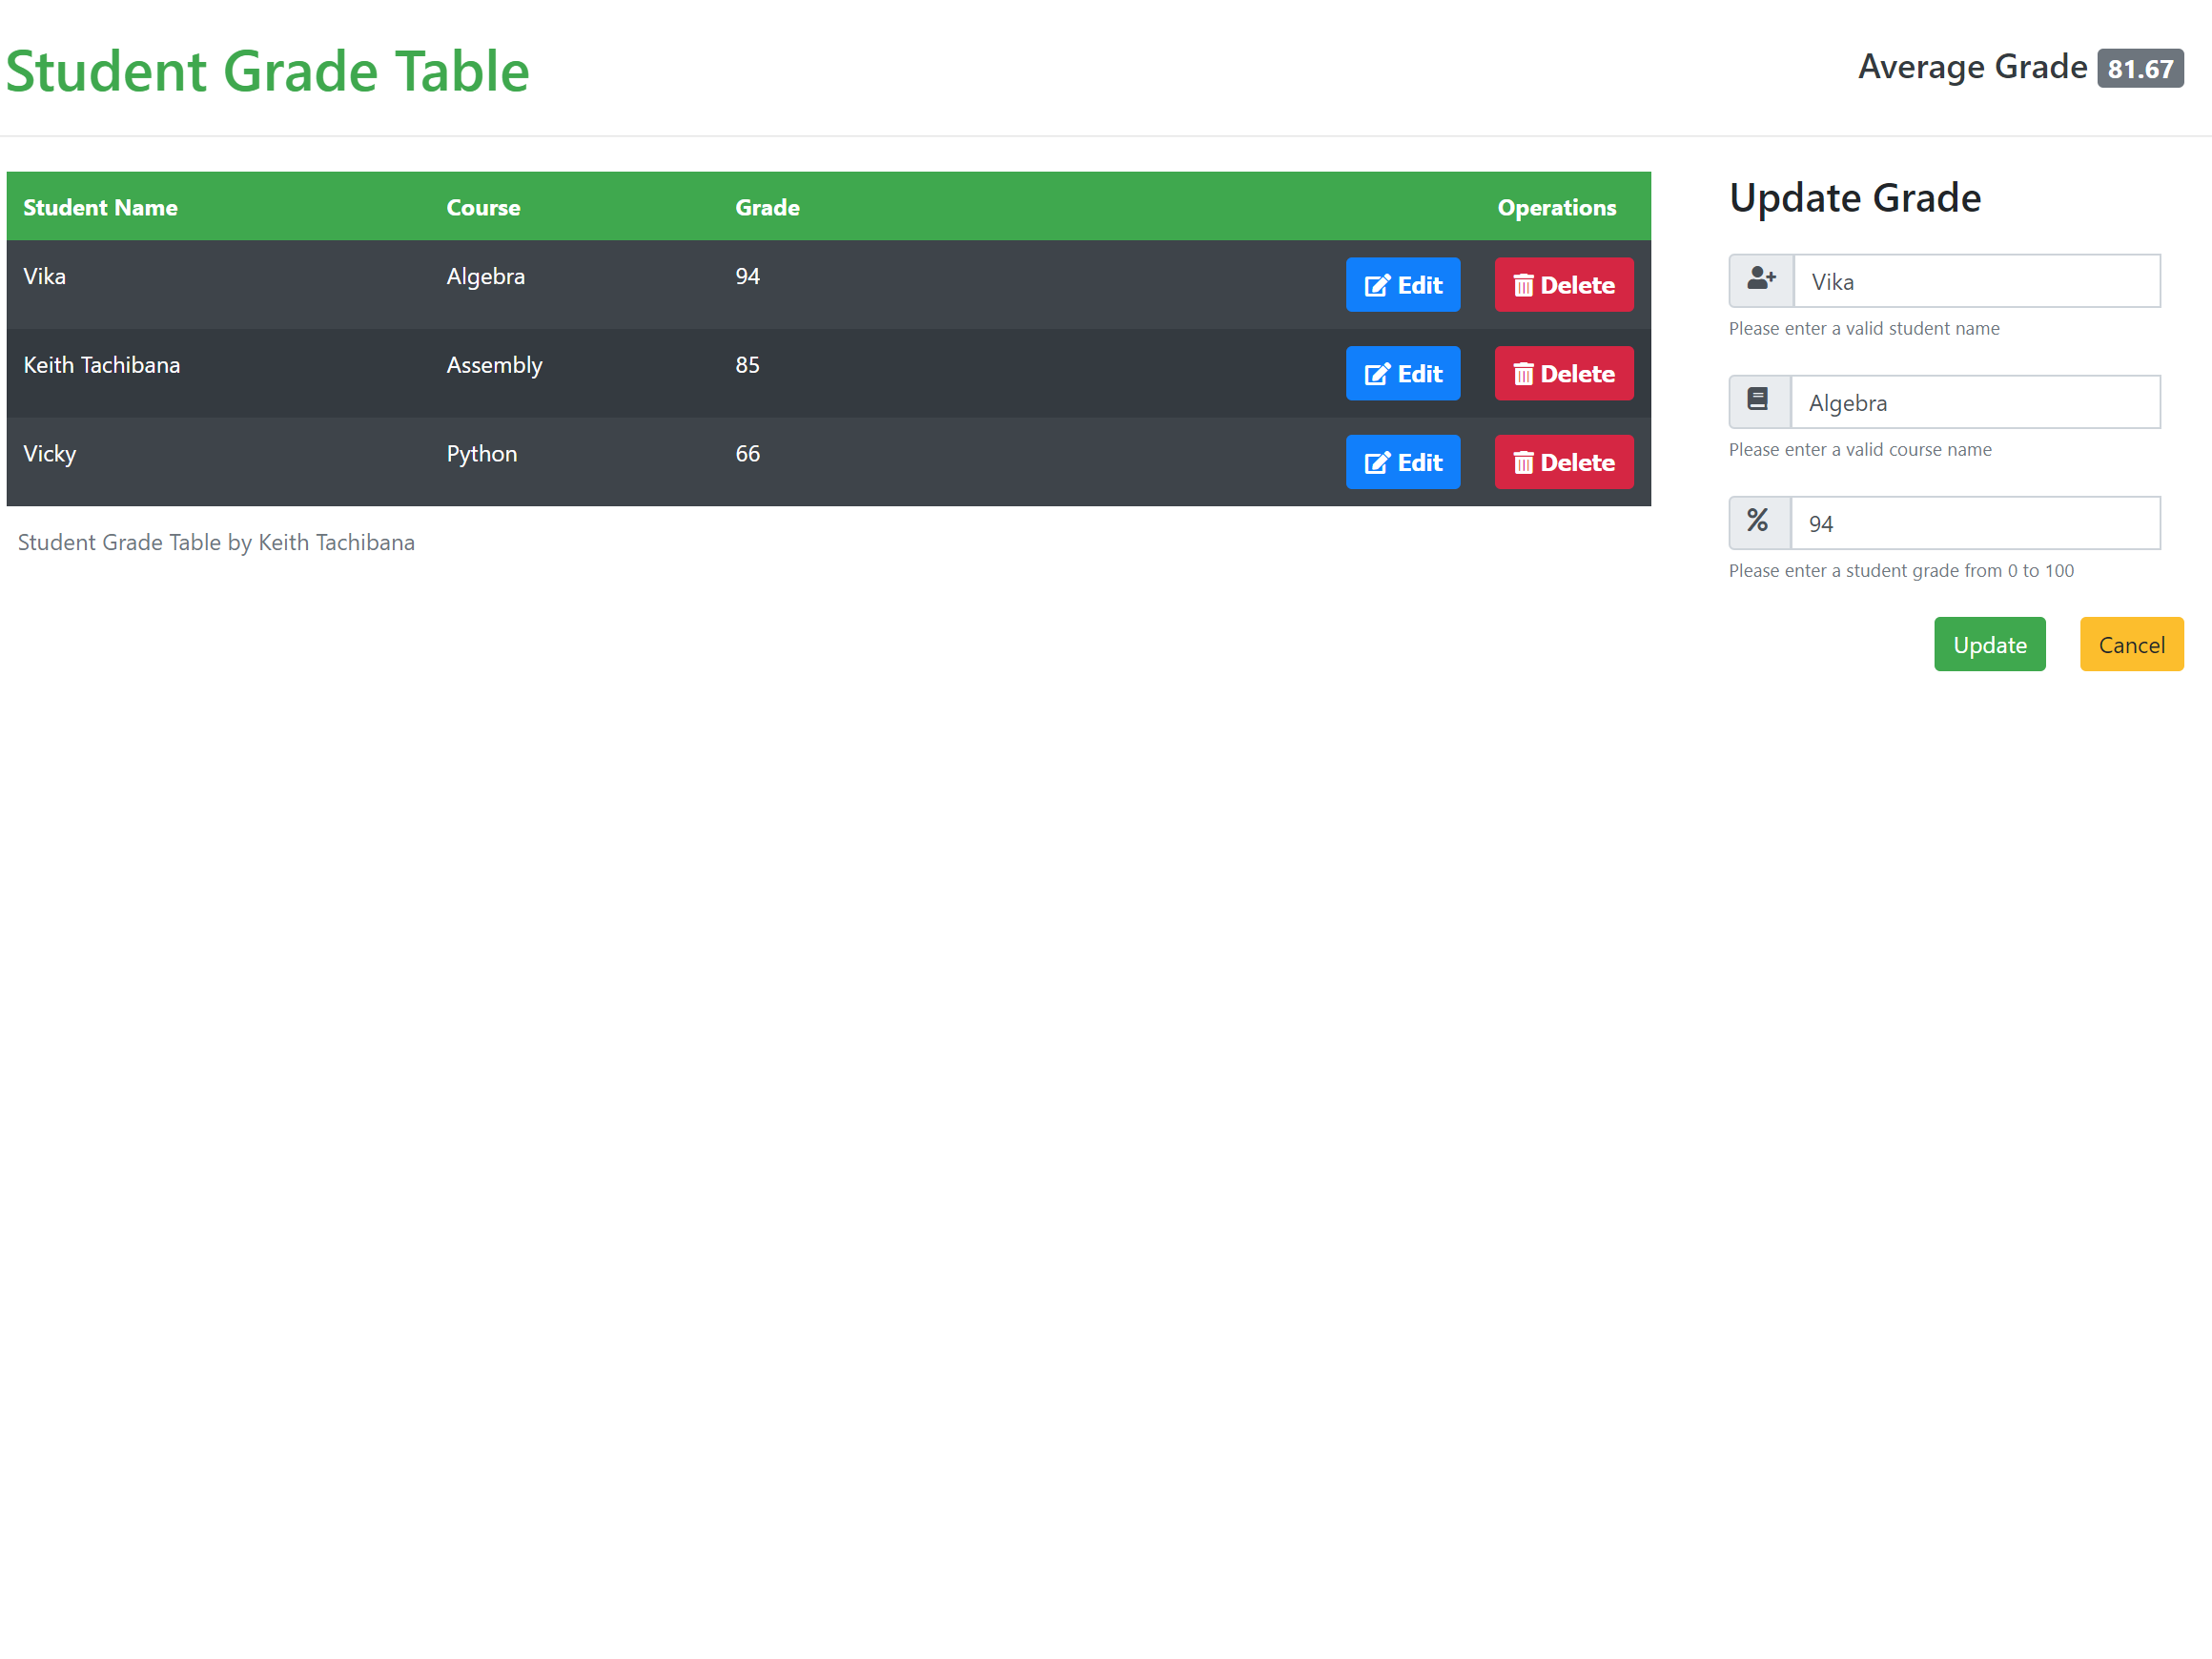 Student Grade Table
Average Grade 81.67
Student Name Course Grade Operations
Vika Algebra 94 Edit Delete
Keith Tachibana Assembly 85 Edit Delete
Vicky Python 66 Edit Delete
Student Grade Table by Keith Tachibana
Update Grade
Vika
Please enter a valid student name
Algebra
Please enter a valid course name
% 94
Please enter a student grade from 0 to 100
Update Cancel